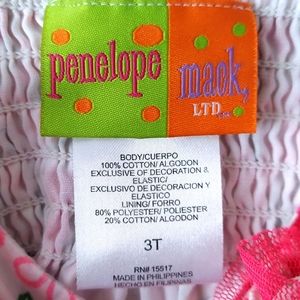 penelope mack,
LTD.
BODY/CUERPO
100% COTTON/ ALGODON
EXCLUSIVE OF DECORATION &
ELASTIC/
EXCLUSIVO DE DECORACION Y
ELASTICO
LINING/ FORRO
80% POLYESTER/ POLIESTER
20% COTTON/ ALGODON
3T
RN# 15517
MADE IN PHILIPPINES
HECHO EN FILIPINAS